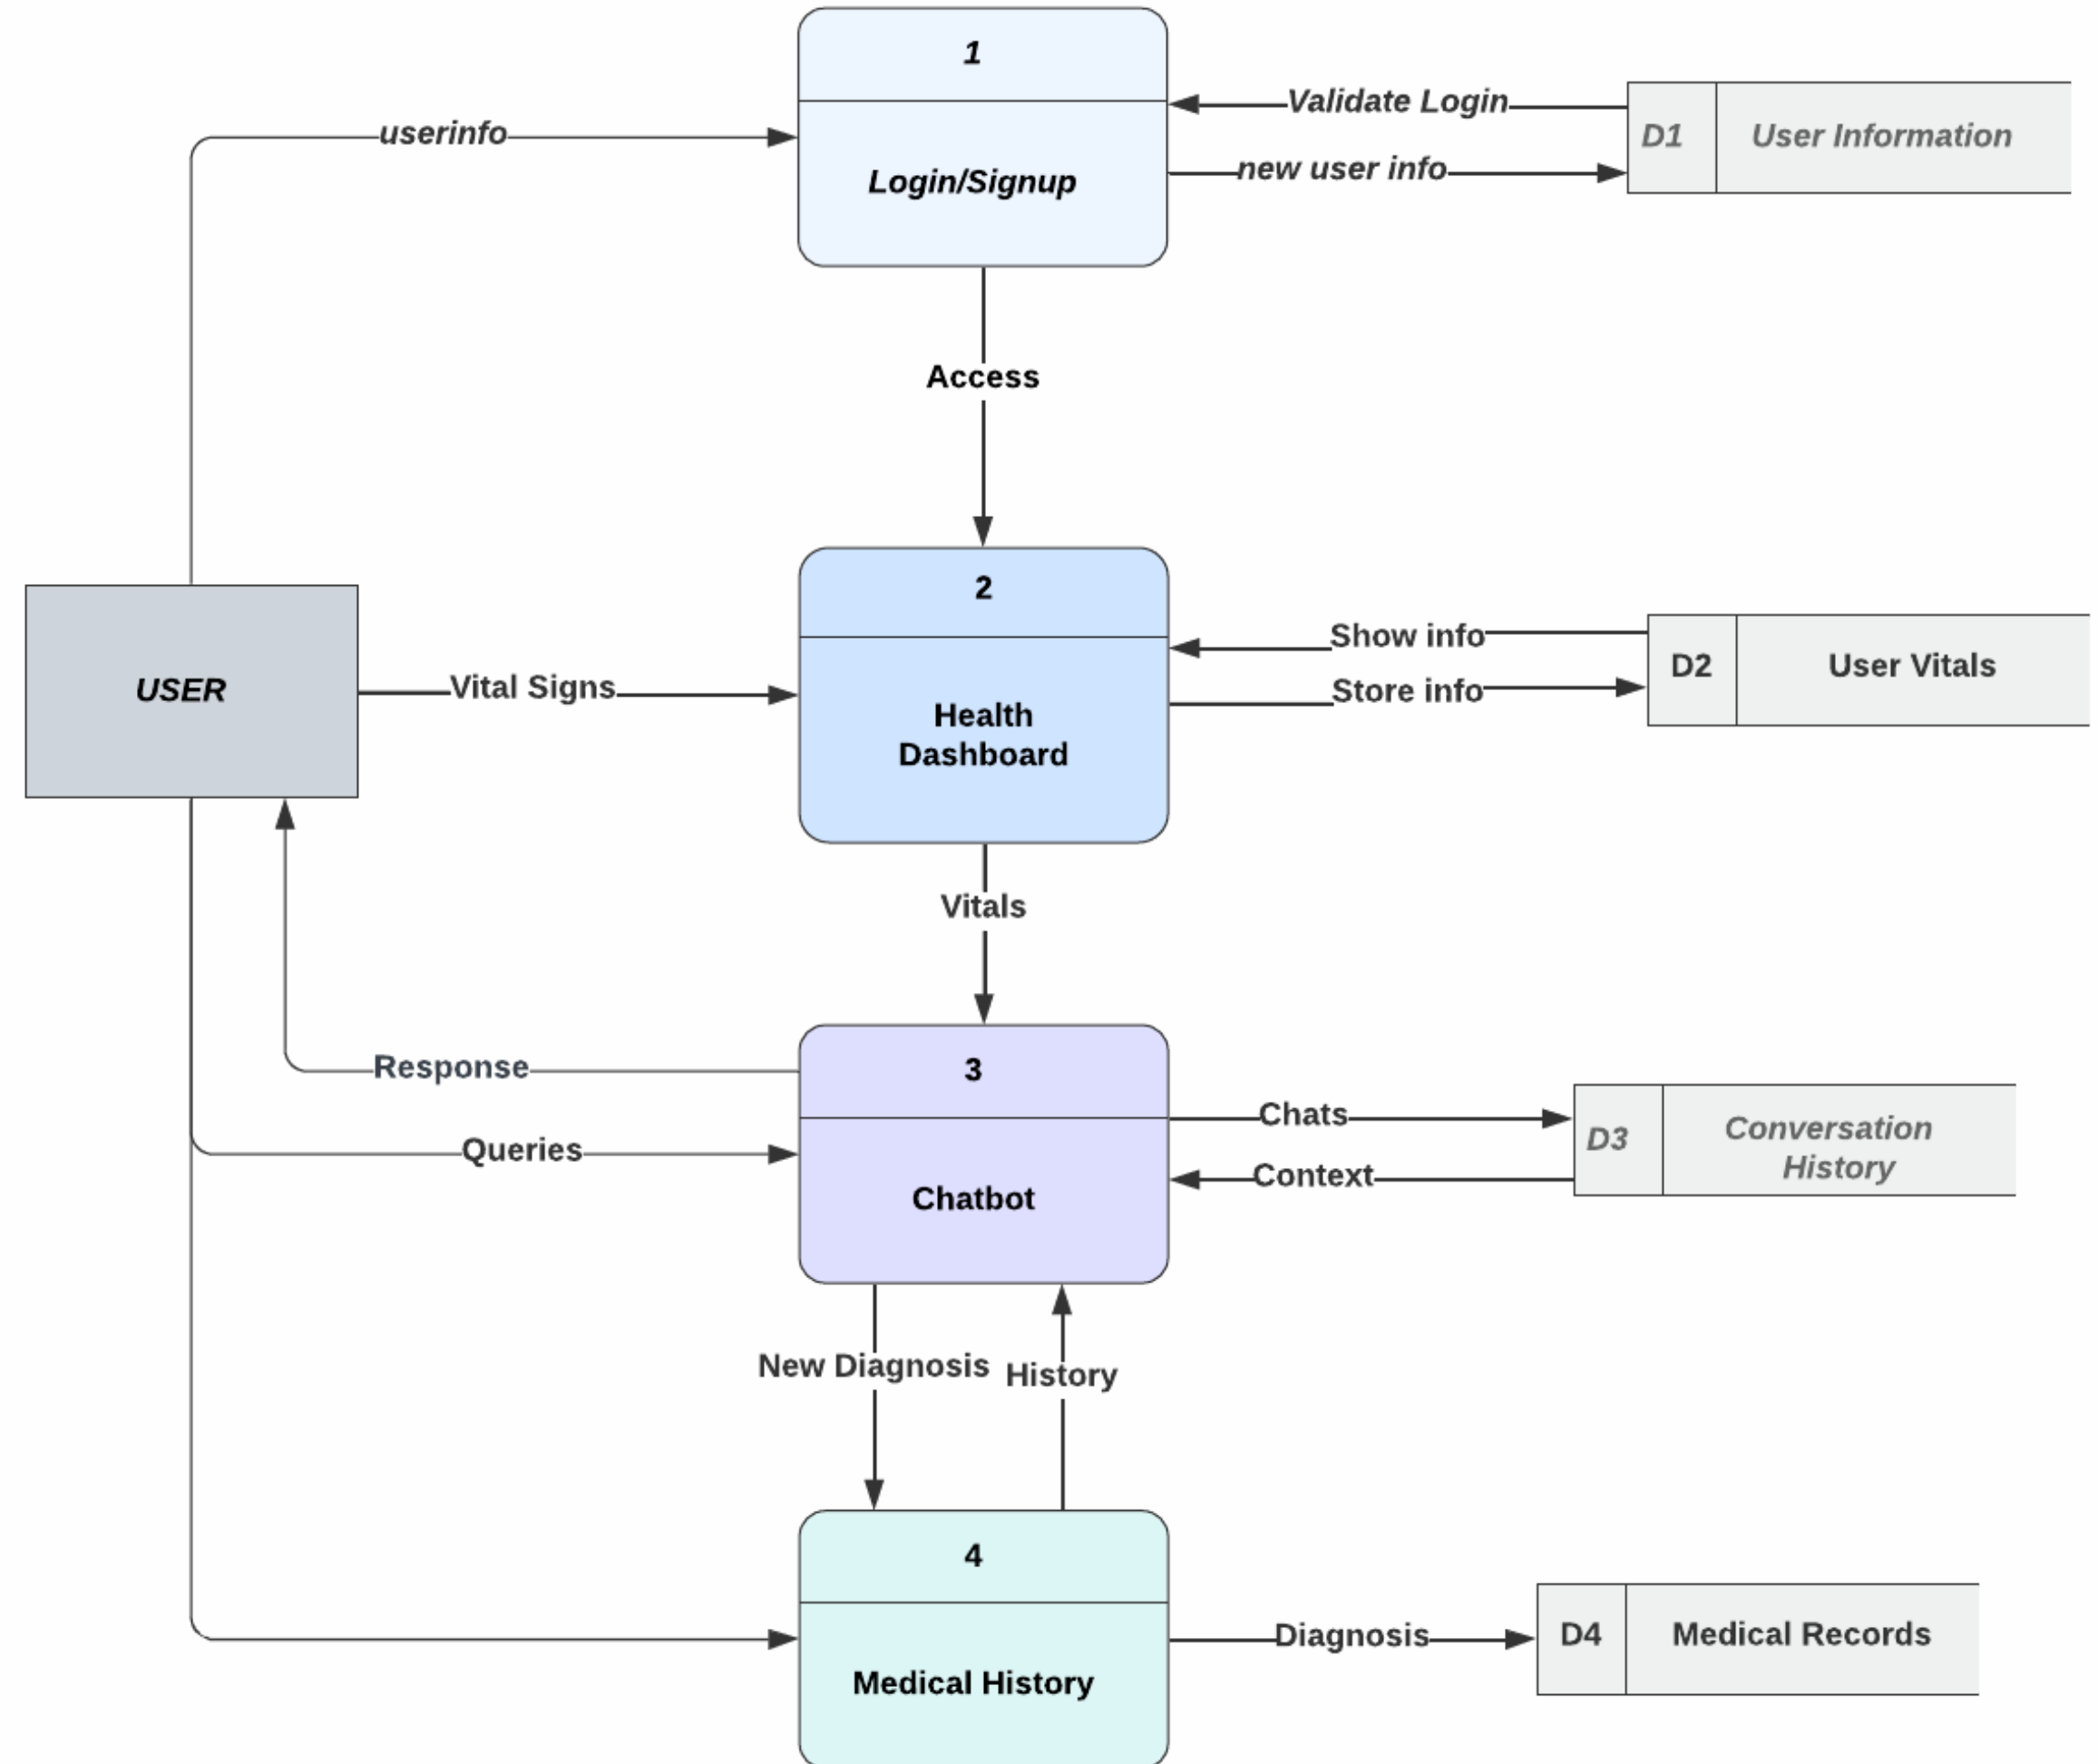 1
Login/Signup
userinfo
Validate Login
new user info
D1
User Information
Access
USER
Vital Signs
2
Health
Dashboard
Show info
Store info
D2
User Vitals
Vitals
Response
Queries
3
Chatbot
Chats
Context
D3
Conversation
History
New Diagnosis
History
4
Medical History
Diagnosis
D4
Medical Records